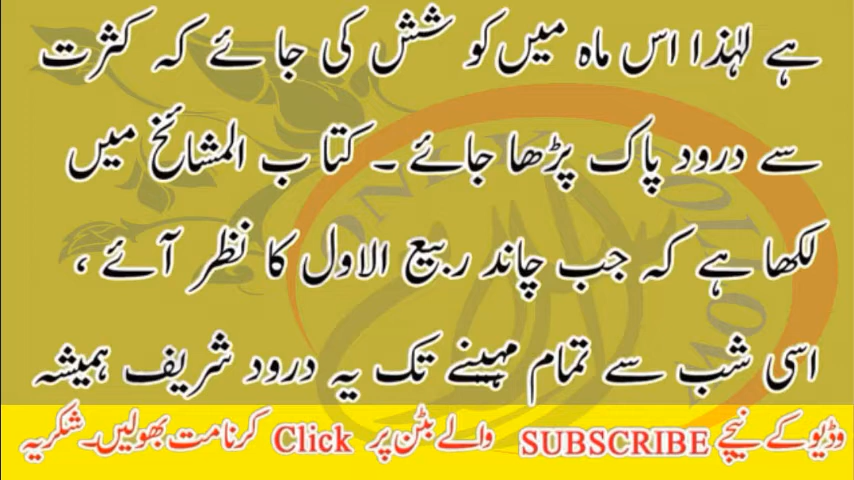 ہے لہٰذا اس ماہ میں کوشش کی جائے کہ کثرت
سے درود پاک پڑھا جائے ۔ کتاب المشائخ میں
لکھا ہے کہ جب چاند ربیع الاول کا نظر آئے ،
اسی شب سے تمام مہینے تک یہ درود شریف ہمیشہ
وڈیو کے نیچے SUBSCRIBE والے بٹن پر Click کرنا مت بھولیں۔ شکریہ
ONLY
FOLLOW